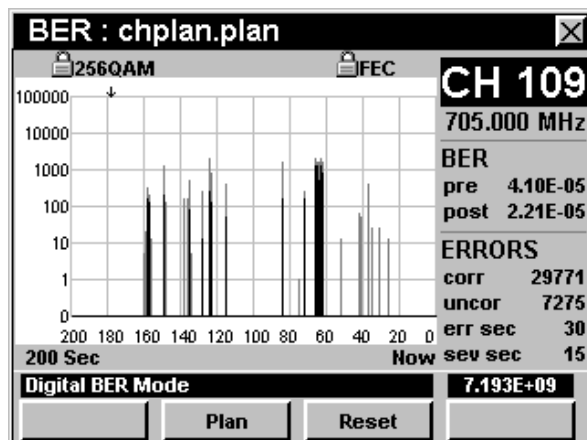 BER : chplan.plan
256QAM FEC
CH 109
705.000 MHz
100000
10000
1000
100
10
1
0
200 180 160 140 120 100 80 60 40 20 0
200 Sec Now
BER
pre 4.10E-05
post 2.21E-05
ERRORS
corr 29771
uncor 7275
err sec 30
sev sec 15
Digital BER Mode 7.193E+09
Plan Reset